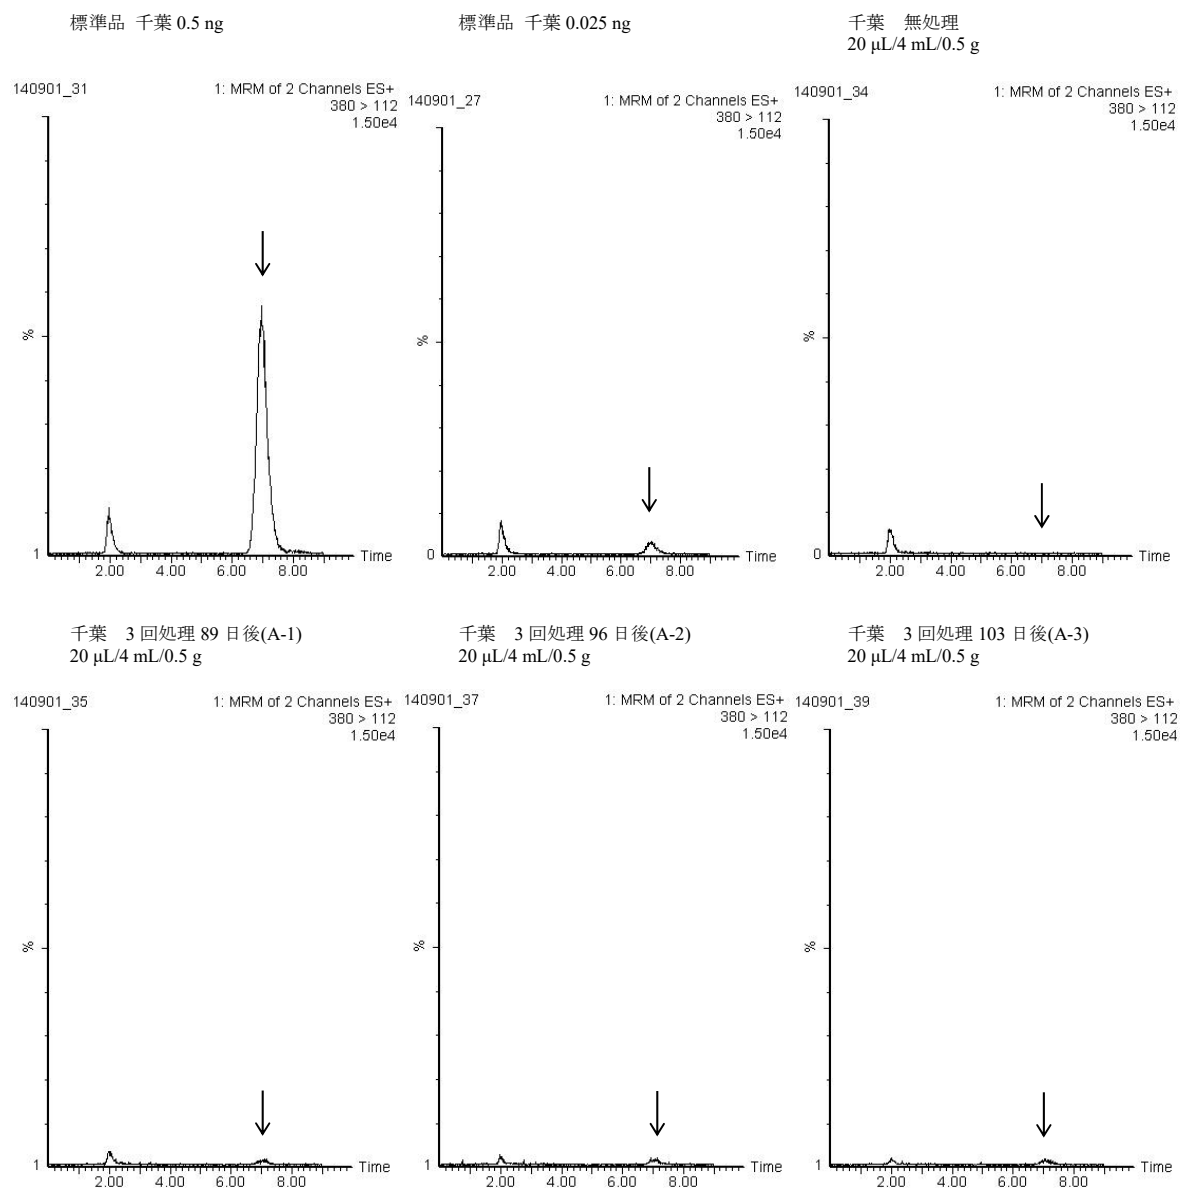 標準品 千葉 0.5 ng
140901_31
1: MRM of 2 Channels ES+
380 > 112
1.50e4
%
1
2.00 4.00 6.00 8.00 Time
標準品 千葉 0.025 ng
140901_27
1: MRM of 2 Channels ES+
380 > 112
1.50e4
%
0
2.00 4.00 6.00 8.00 Time
千葉 無処理
20 μL/4 mL/0.5 g
140901_34
1: MRM of 2 Channels ES+
380 > 112
1.50e4
%
0
2.00 4.00 6.00 8.00 Time
千葉 3 回処理 89 日後(A-1)
20 μL/4 mL/0.5 g
140901_35
1: MRM of 2 Channels ES+
380 > 112
1.50e4
%
1
2.00 4.00 6.00 8.00 Time
千葉 3 回処理 96 日後(A-2)
20 μL/4 mL/0.5 g
140901_37
1: MRM of 2 Channels ES+
380 > 112
1.50e4
%
1
2.00 4.00 6.00 8.00 Time
千葉 3 回処理 103 日後(A-3)
20 μL/4 mL/0.5 g
140901_39
1: MRM of 2 Channels ES+
380 > 112
1.50e4
%
1
2.00 4.00 6.00 8.00 Time